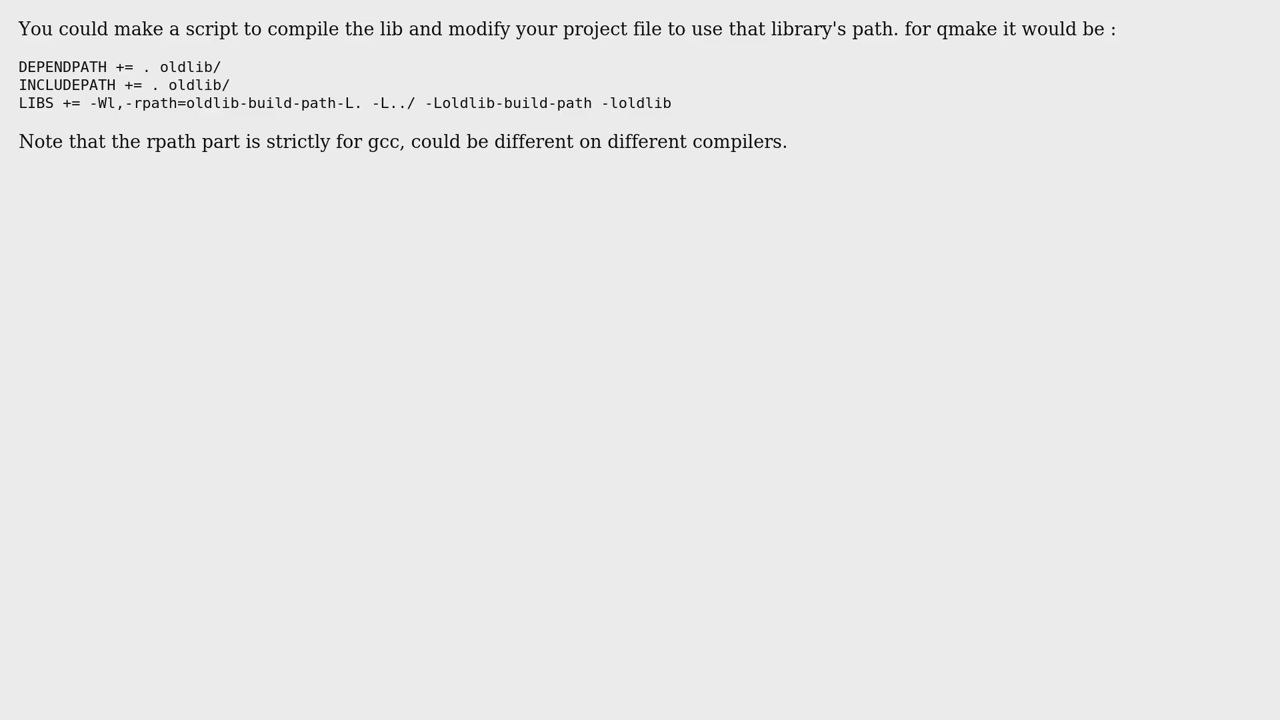 You could make a script to compile the lib and modify your project file to use that library's path. for qmake it would be :
DEPENDPATH += . oldlib/
INCLUDEPATH += . oldlib/
LIBS += -Wl,-rpath=oldlib-build-path-L. -L../ -Loldlib-build-path -loldlib
Note that the rpath part is strictly for gcc, could be different on different compilers.